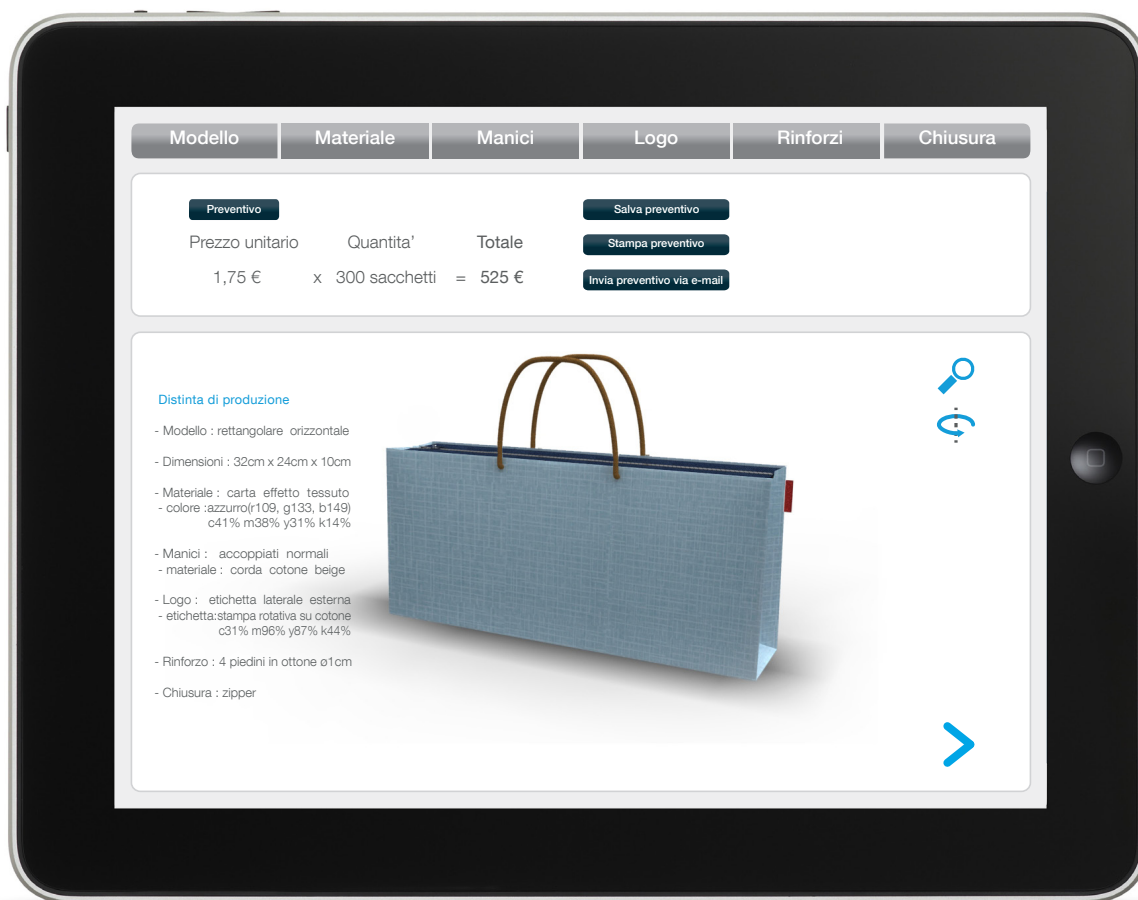 Modello Materiale Manici Logo Rinforzi Chiusura
Preventivo
Prezzo unitario Quantita’ Totale
1,75 € x 300 sacchetti = 525 €
Salva preventivo
Stampa preventivo
Invia preventivo via e-mail
Distinta di produzione
- Modello : rettangolare orizzontale
- Dimensioni : 32cm x 24cm x 10cm
- Materiale : carta effetto tessuto
- colore :azzurro(r109, g133, b149)
c41% m38% y31% k14%
- Manici : accoppiati normali
- materiale : corda cotone beige
- Logo : etichetta laterale esterna
- etichetta:stampa rotativa su cotone
c31% m96% y87% k44%
- Rinforzo : 4 piedini in ottone ø1cm
- Chiusura : zipper